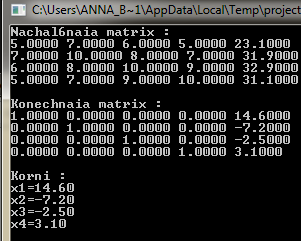 C:\Users\ANNA_B~1\AppData\Local\Temp\project
Nachal6naia matrix :
5.0000 7.0000 6.0000 5.0000 23.1000
7.0000 10.0000 8.0000 7.0000 31.9000
6.0000 8.0000 10.0000 9.0000 32.9000
5.0000 7.0000 9.0000 10.0000 31.1000
Konechnaia matrix :
1.0000 0.0000 0.0000 0.0000 14.6000
0.0000 1.0000 0.0000 0.0000 -7.2000
0.0000 0.0000 1.0000 0.0000 -2.5000
0.0000 0.0000 0.0000 1.0000 3.1000
Korni :
x1=14.60
x2=-7.20
x3=-2.50
x4=3.10